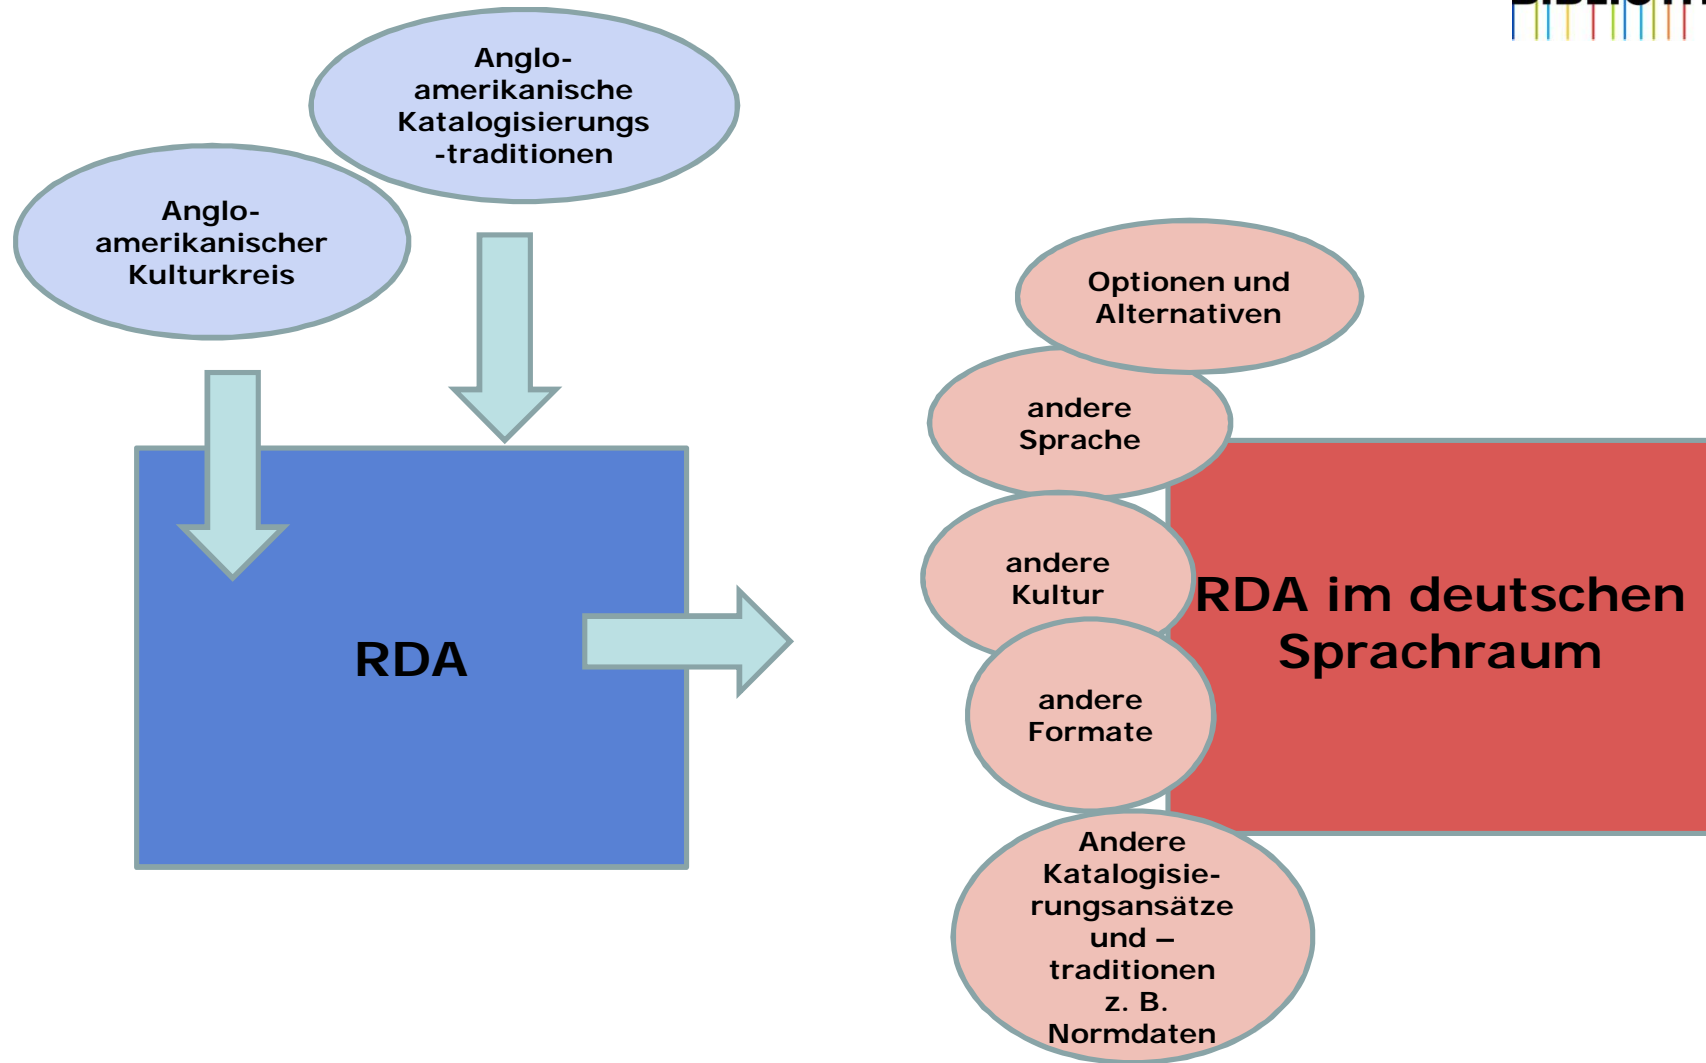 Anglo-
amerikanische
Katalogisierungs
-traditionen
Anglo-
amerikanischer
Kulturkreis
RDA
Optionen und
Alternativen
andere
Sprache
andere
Kultur
andere
Formate
Andere
Katalogisie-
rungsansätze
und –
traditionen
z. B.
Normdaten
RDA im deutschen
Sprachraum